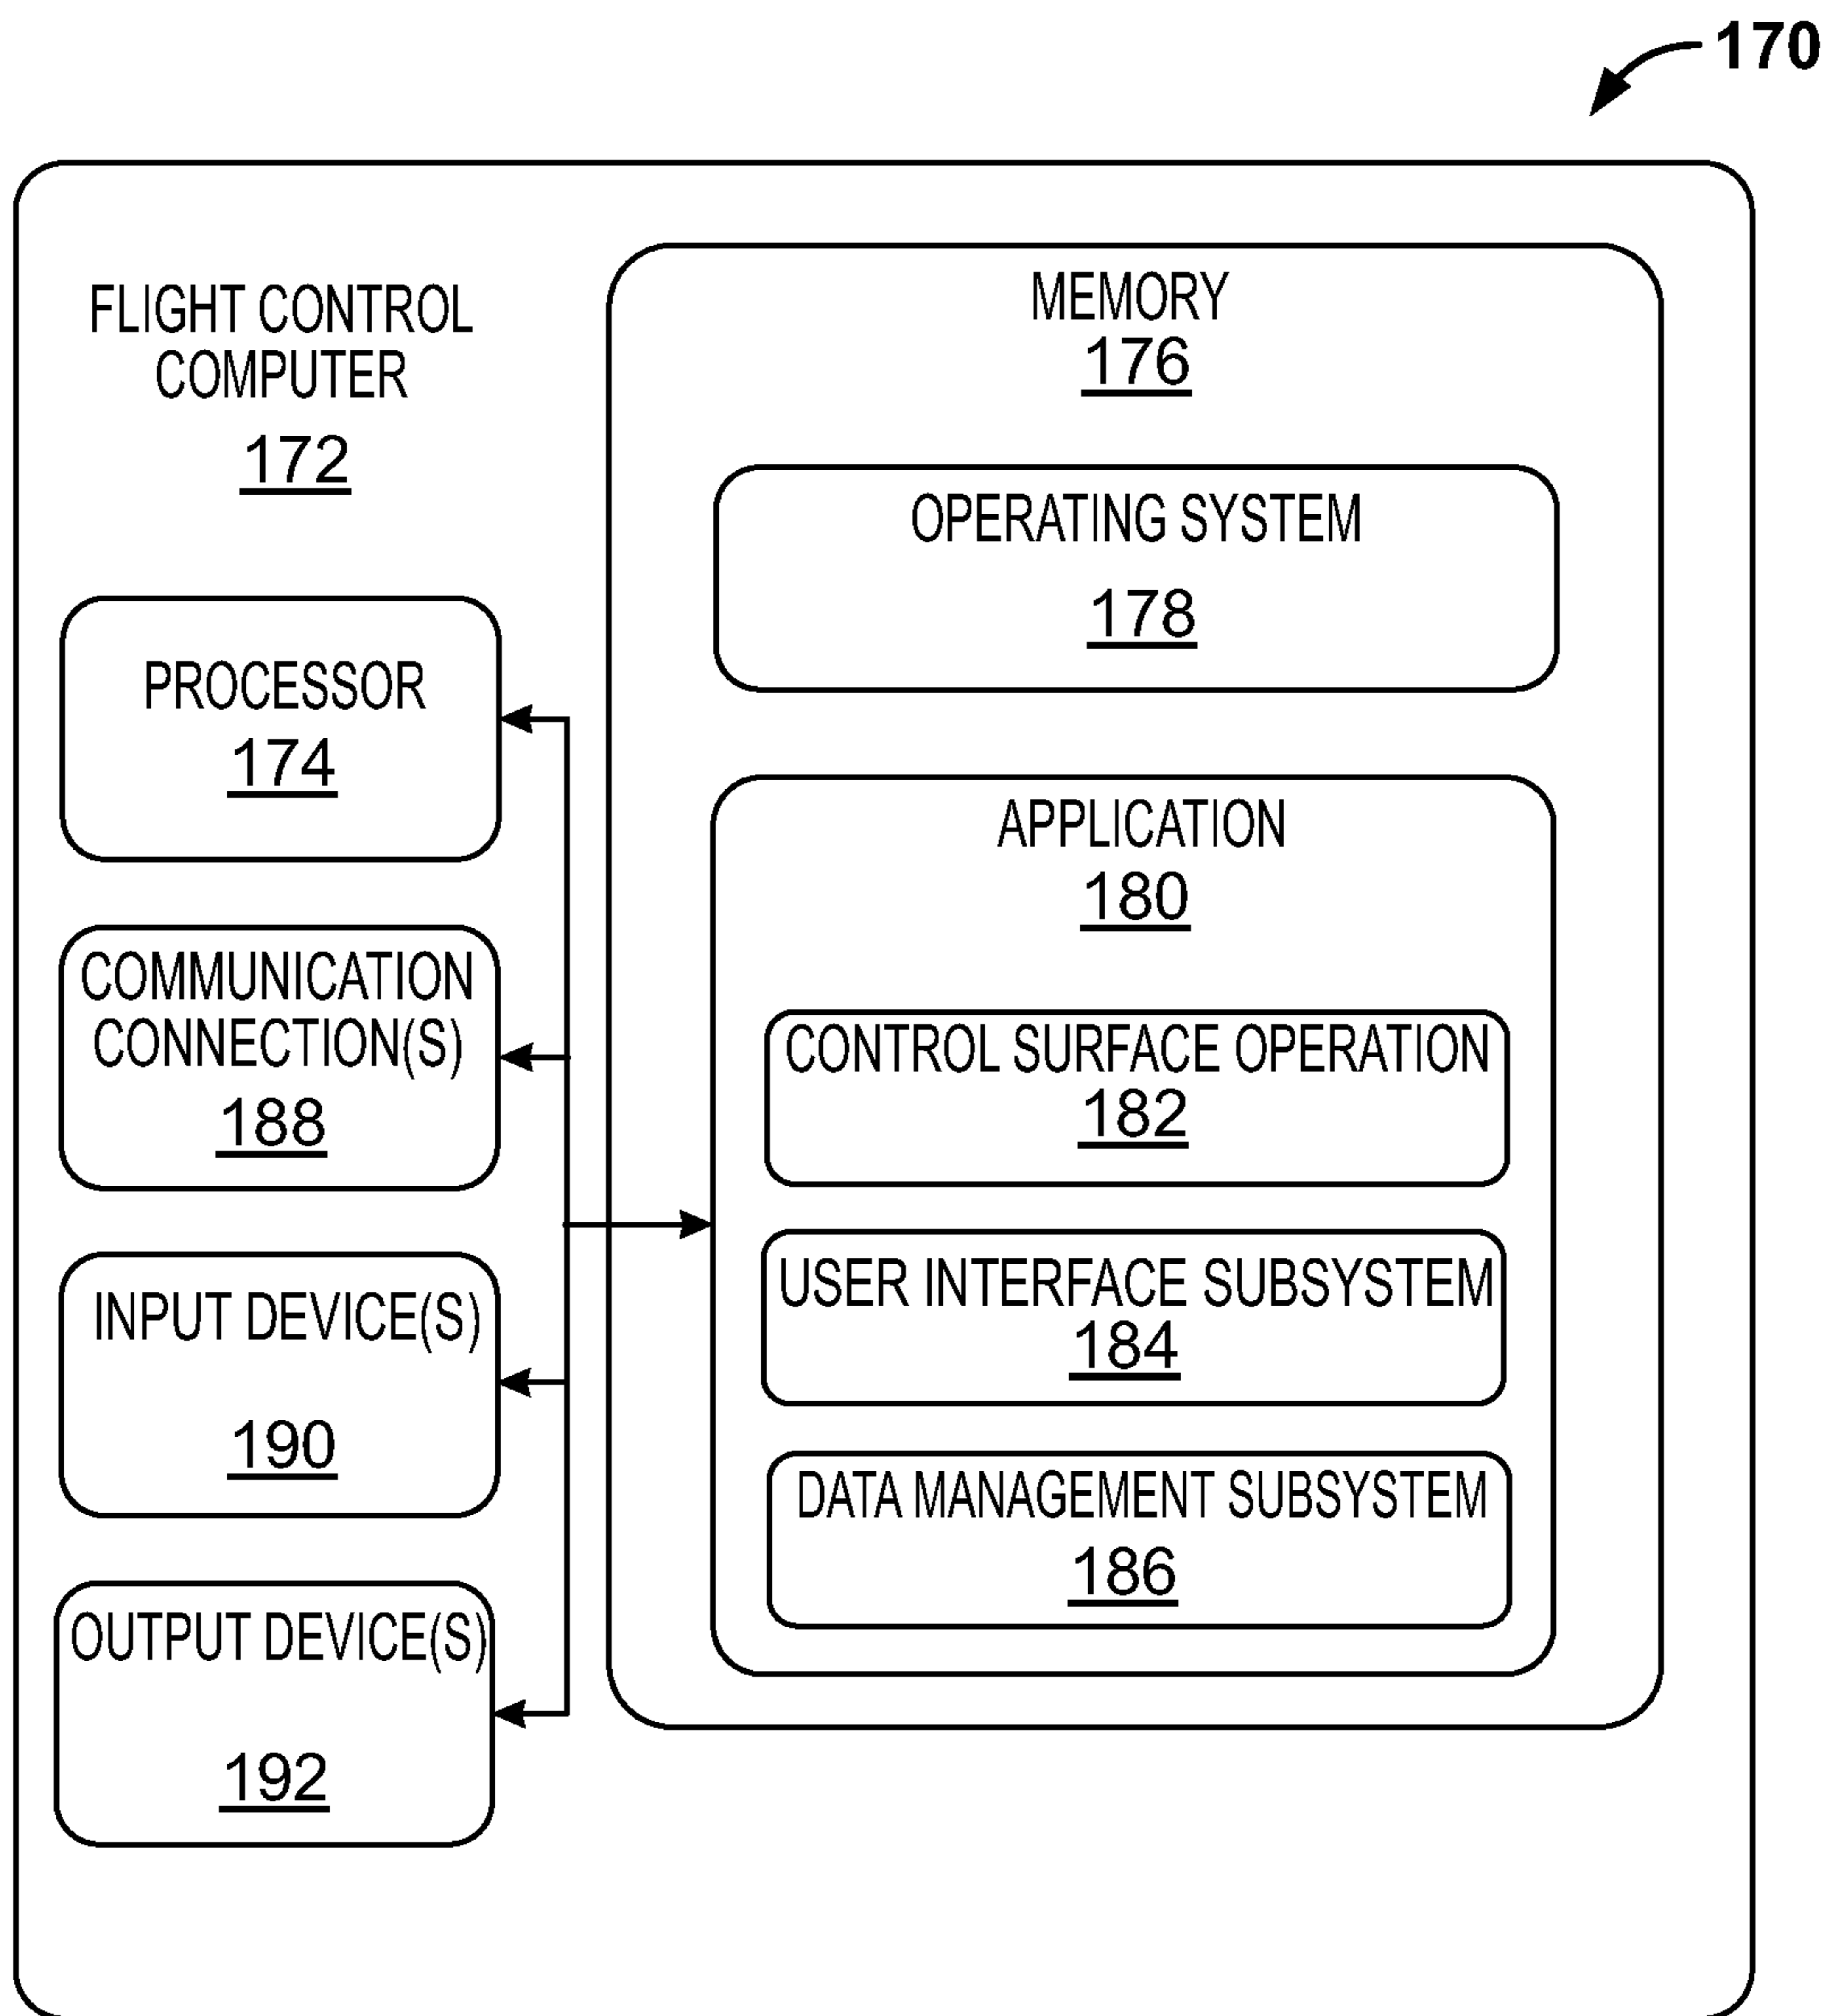 170
FLIGHT CONTROL
COMPUTER
172
PROCESSOR
174
COMMUNICATION
CONNECTION(S)
188
INPUT DEVICE(S)
190
OUTPUT DEVICE(S)
192
MEMORY
176
OPERATING SYSTEM
178
APPLICATION
180
CONTROL SURFACE OPERATION
182
USER INTERFACE SUBSYSTEM
184
DATA MANAGEMENT SUBSYSTEM
186